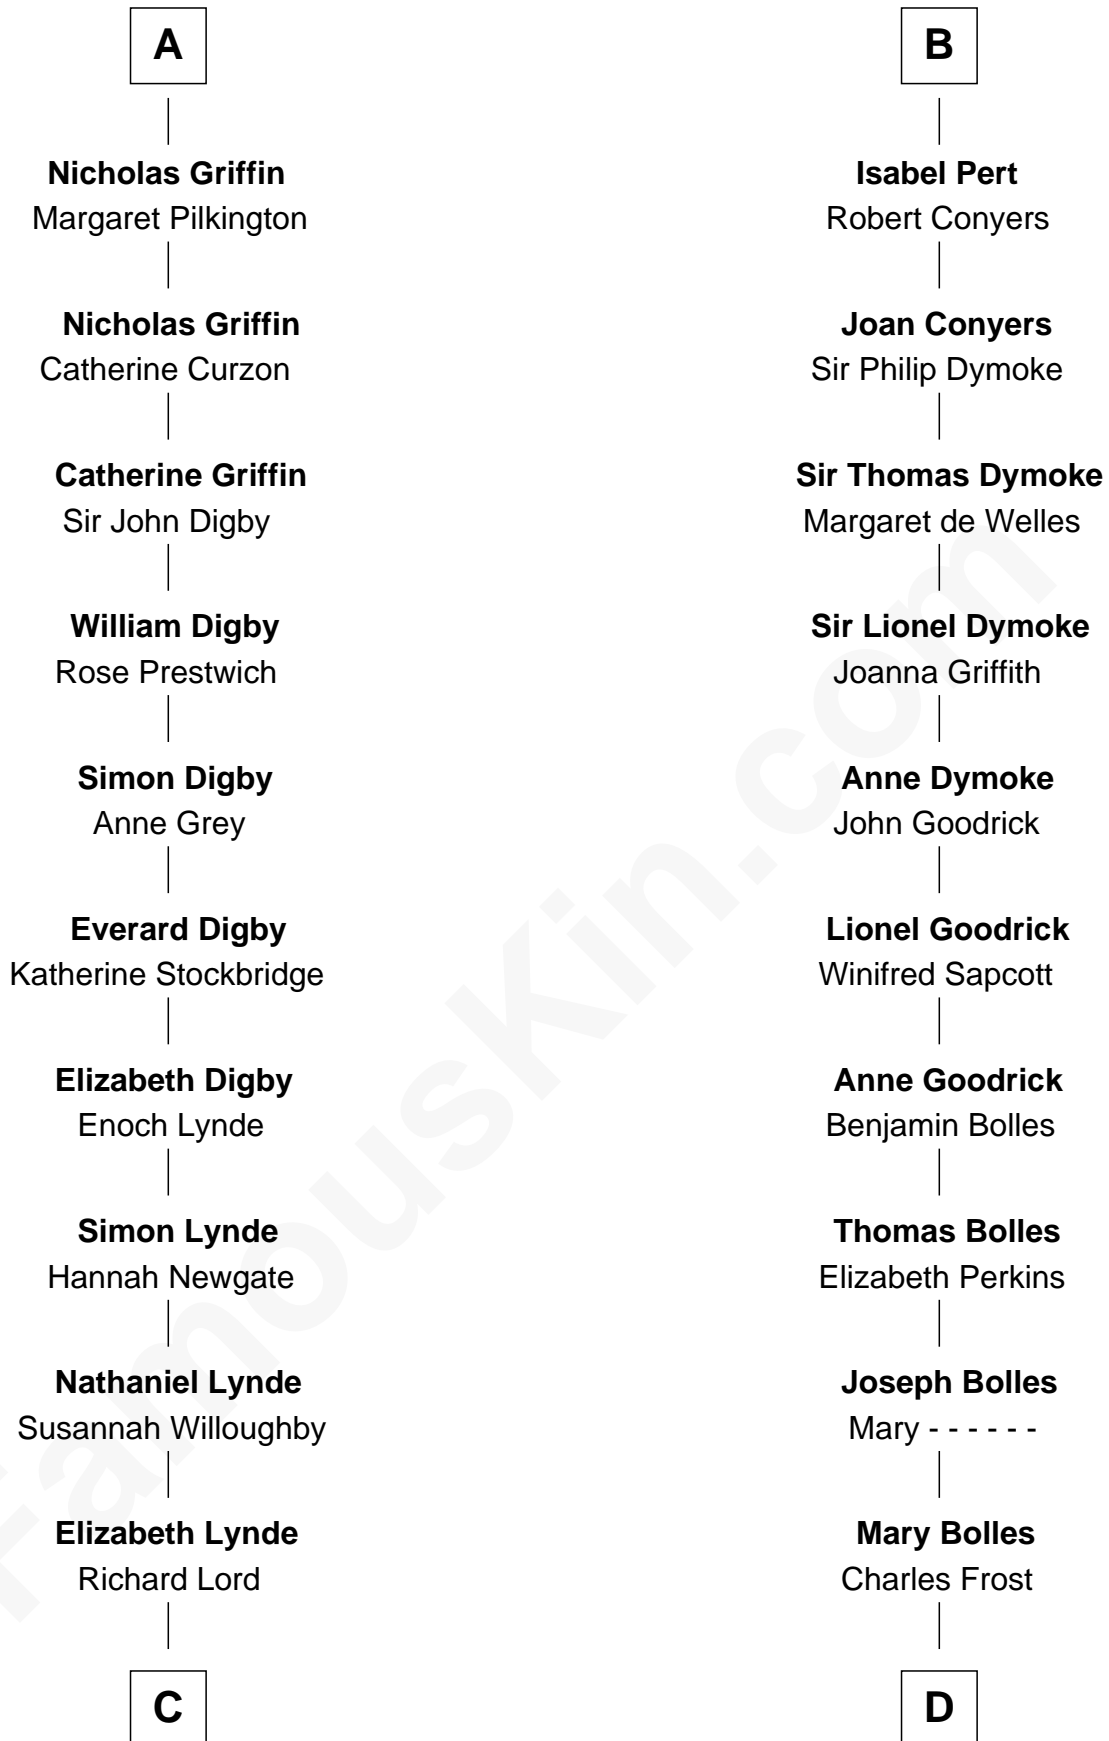 A
Nicholas Griffin
Margaret Pilkington
Nicholas Griffin
Catherine Curzon
Catherine Griffin
Sir John Digby
William Digby
Rose Prestwich
Simon Digby
Anne Grey
Everard Digby
Katherine Stockbridge
Elizabeth Digby
Enoch Lynde
Simon Lynde
Hannah Newgate
Nathaniel Lynde
Susannah Willoughby
Elizabeth Lynde
Richard Lord
C
B
Isabel Pert
Robert Conyers
Joan Conyers
Sir Philip Dymoke
Sir Thomas Dymoke
Margaret de Welles
Sir Lionel Dymoke
Joanna Griffith
Anne Dymoke
John Goodrick
Lionel Goodrick
Winifred Sapcott
Anne Goodrick
Benjamin Bolles
Thomas Bolles
Elizabeth Perkins
Joseph Bolles
Mary - - - - - -
Mary Bolles
Charles Frost
D
FamousKin.com